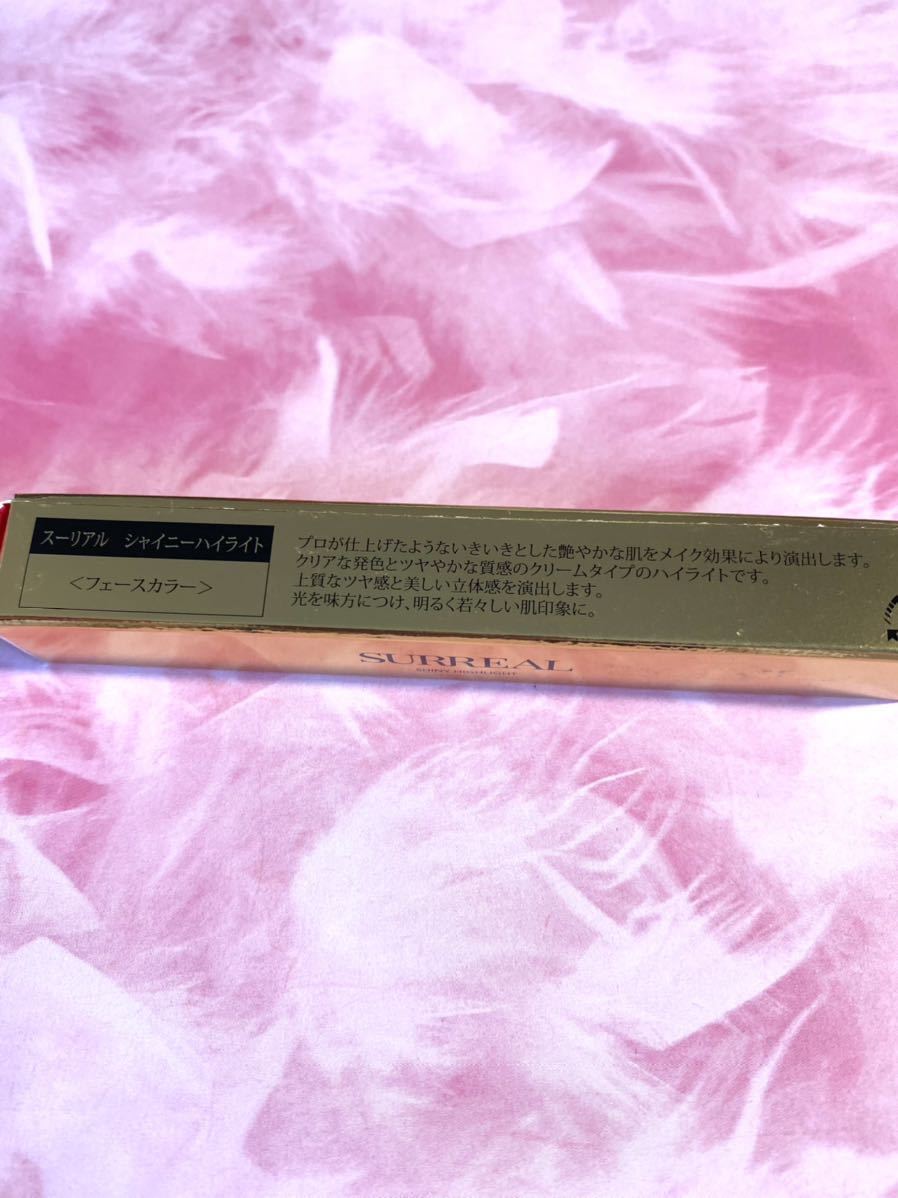 スーリアル　シャイニーハイライト
＜フェースカラー＞
プロが仕上げたようないきいきとした艶やかな肌をメイク効果により演出します。
クリアな発色とツヤやかな質感のクリームタイプのハイライトです。
上質なツヤ感と美しい立体感を演出します。
光を味方につけ、明るく若々しい肌印象に。
SURREAL
SHINY HIGHLIGHT